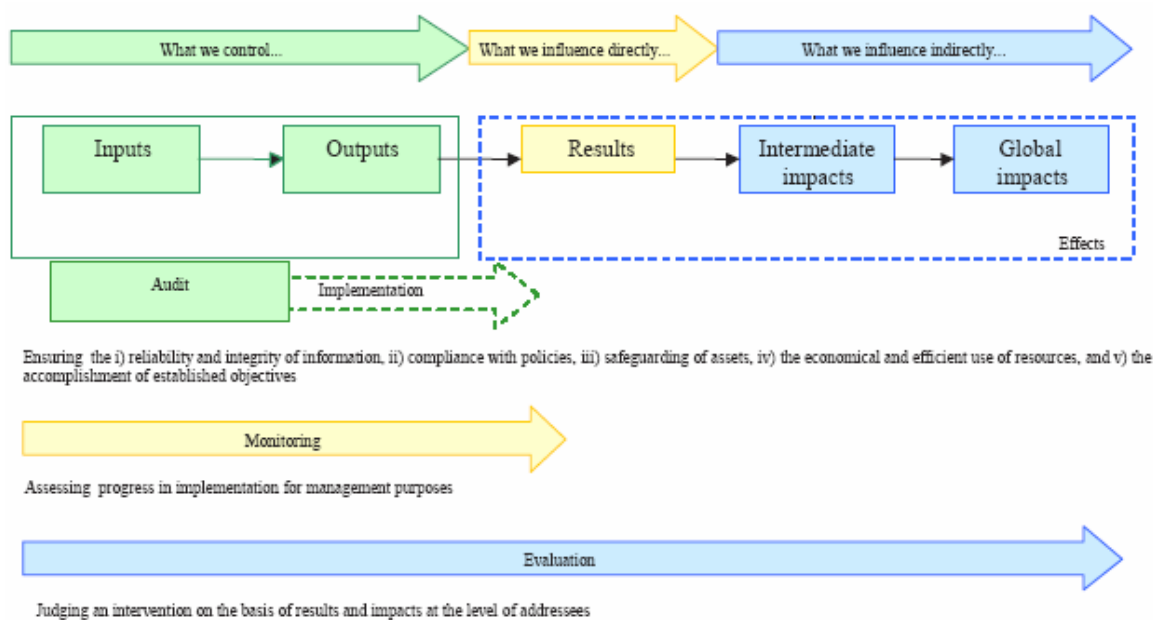 What we control...
What we influence directly...
What we influence indirectly...
Inputs
Outputs
Results
Intermediate
impacts
Global
impacts
Effects
Audit
Implementation
Ensuring the i) reliability and integrity of information, ii) compliance with policies, iii) safeguarding of assets, iv) the economical and efficient use of resources, and v) the
accomplishment of established objectives
Monitoring
Assessing progress in implementation for management purposes
Evaluation
Judging an intervention on the basis of results and impacts at the level of addressees